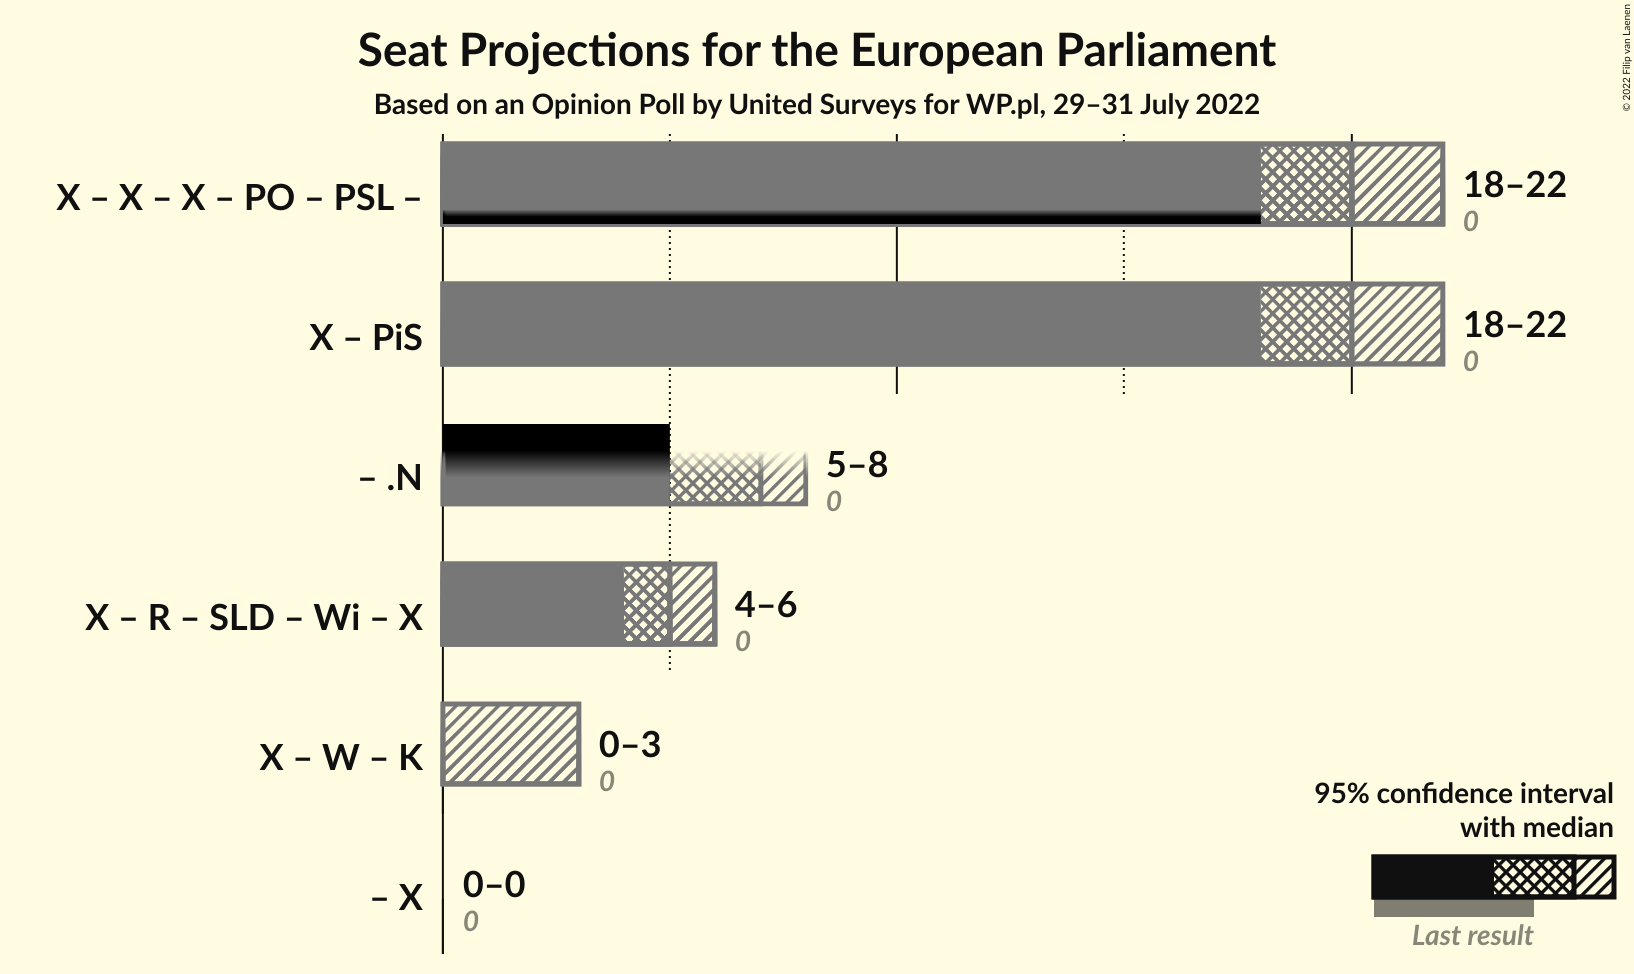 Seat Projections for the European Parliament
Based on an Opinion Poll by United Surveys for WP.pl, 29–31 July 2022
© 2022 Filip van Laenen
X – X – X – PO – PSL –
18–22
0
X – PiS
18–22
0
– .N
5–8
0
X – R – SLD – Wi – X
4–6
0
X – W – K
0–3
0
– X
0–0
0
95% confidence interval
with median
Last result